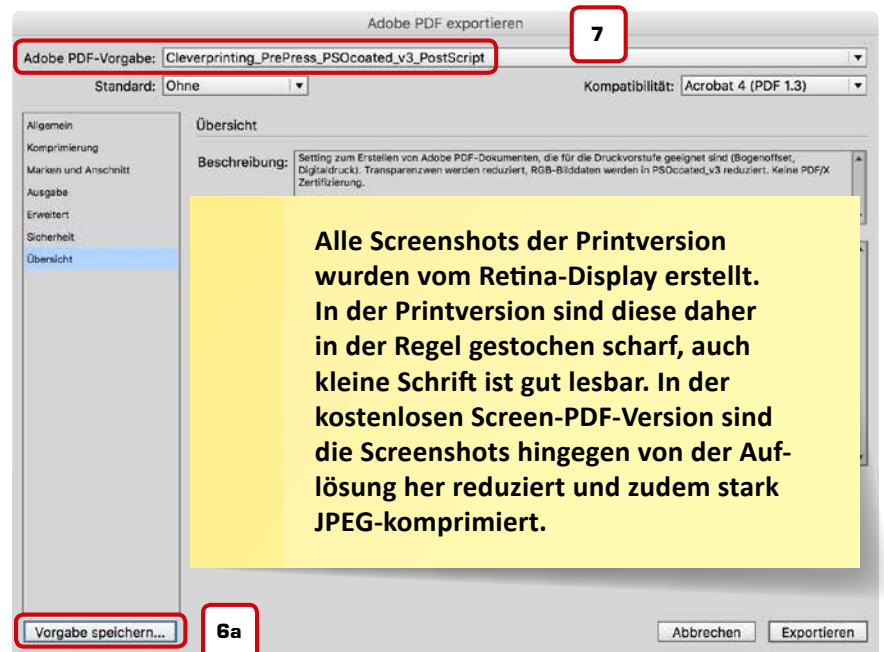 Adobe PDF exportieren
7
Adobe PDF-Vorgabe: Cleverprinting_PrePress_PSOcoated_v3_PostScript
Standard: Ohne Kompatibilität: Acrobat 4 (PDF 1.3)
Allgemein
Komprimierung
Marken und Anschnitt
Ausgabe
Erweitert
Sicherheit
Übersicht
Übersicht
Beschreibung: Setting zum Erstellen von Adobe PDF-Dokumenten, die für die Druckvorstufe geeignet sind (Bogenoffset,
Digitaldruck). Transparenzwen werden reduziert, RGB-Bilddaten werden in PSOcoated_v3 reduziert. Keine PDF/X
Zertifizierung.
Alle Screenshots der Printversion
wurden vom Retina-Display erstellt.
In der Printversion sind diese daher
in der Regel gestochen scharf, auch
kleine Schrift ist gut lesbar. In der
kostenlosen Screen-PDF-Version sind
die Screenshots hingegen von der Auf-
lösung her reduziert und zudem stark
JPEG-komprimiert.
Vorgabe speichern... 6a Abbrechen Exportieren